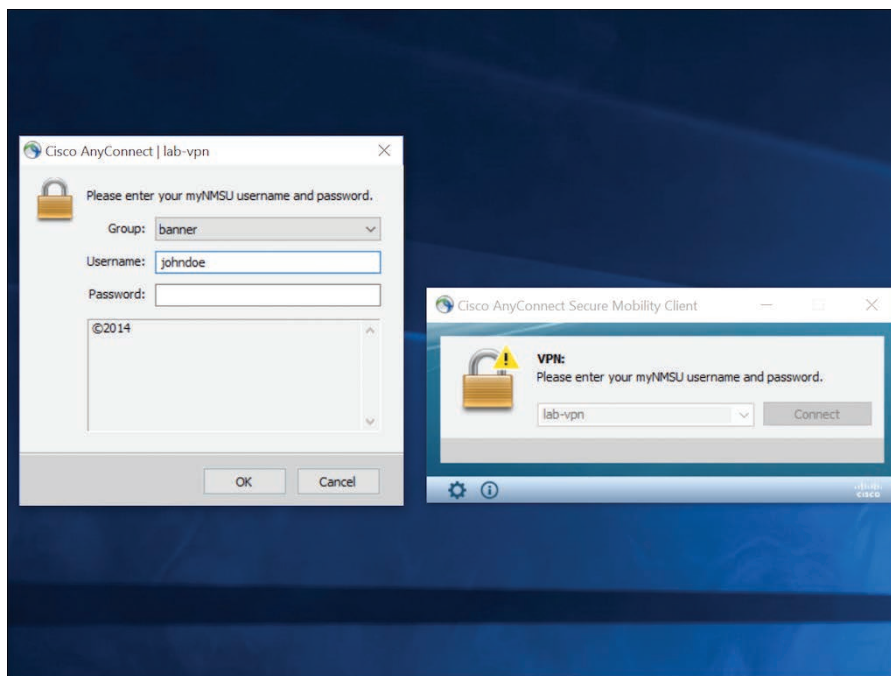 Cisco AnyConnect | lab-vpn
Please enter your myNMSU username and password.
Group: banner
Username: johndoe
Password:
©2014
OK Cancel
Cisco AnyConnect Secure Mobility Client
VPN:
Please enter your myNMSU username and password.
lab-vpn Connect
CISCO